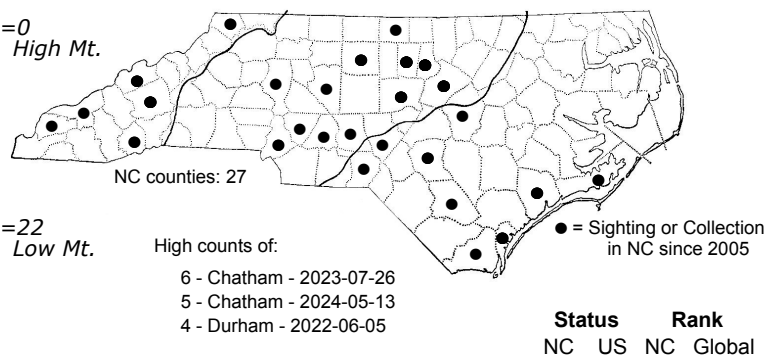 =0
High Mt.
NC counties: 27
=22
Low Mt.
High counts of:
6 - Chatham - 2023-07-26
5 - Chatham - 2024-05-13
4 - Durham - 2022-06-05
● = Sighting or Collection
in NC since 2005
Status Rank
NC US NC Global